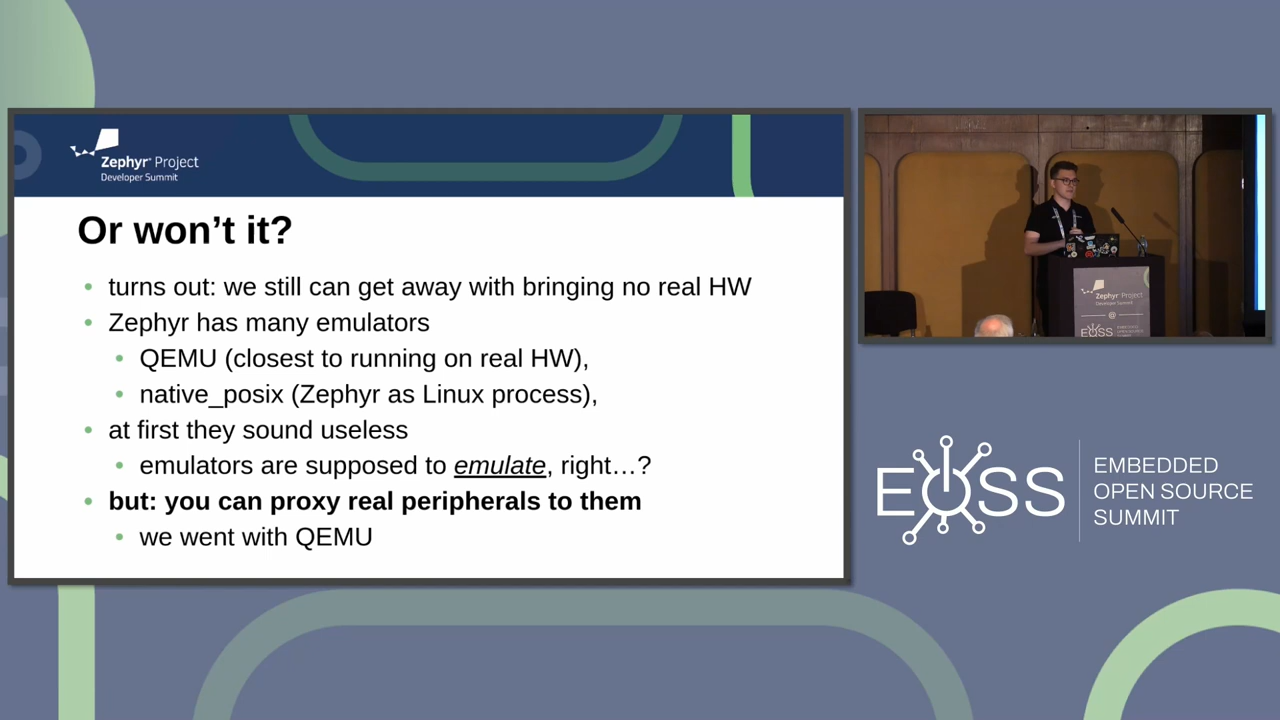 Zephyr® Project
Developer Summit
Or won't it?
• turns out: we still can get away with bringing no real HW
• Zephyr has many emulators
• QEMU (closest to running on real HW),
• native_posix (Zephyr as Linux process),
• at first they sound useless
• emulators are supposed to emulate, right…?
• but: you can proxy real peripherals to them
• we went with QEMU
Zephyr Project
Developer Summit
@
EOSS
EOSS
EMBEDDED
OPEN SOURCE
SUMMIT